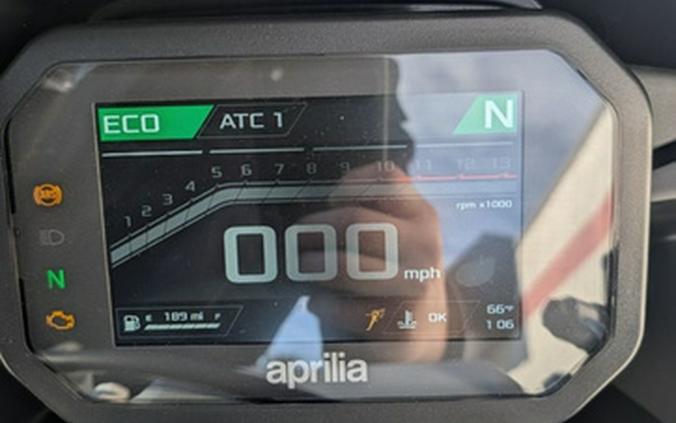 ECO ATC 1 N
1 2 3 4 5 6 7 8 9 10 11 12 13
rpm x1000
ABS
000 mph
N
E 189 mi F
OK
66°F
1 06
aprilia